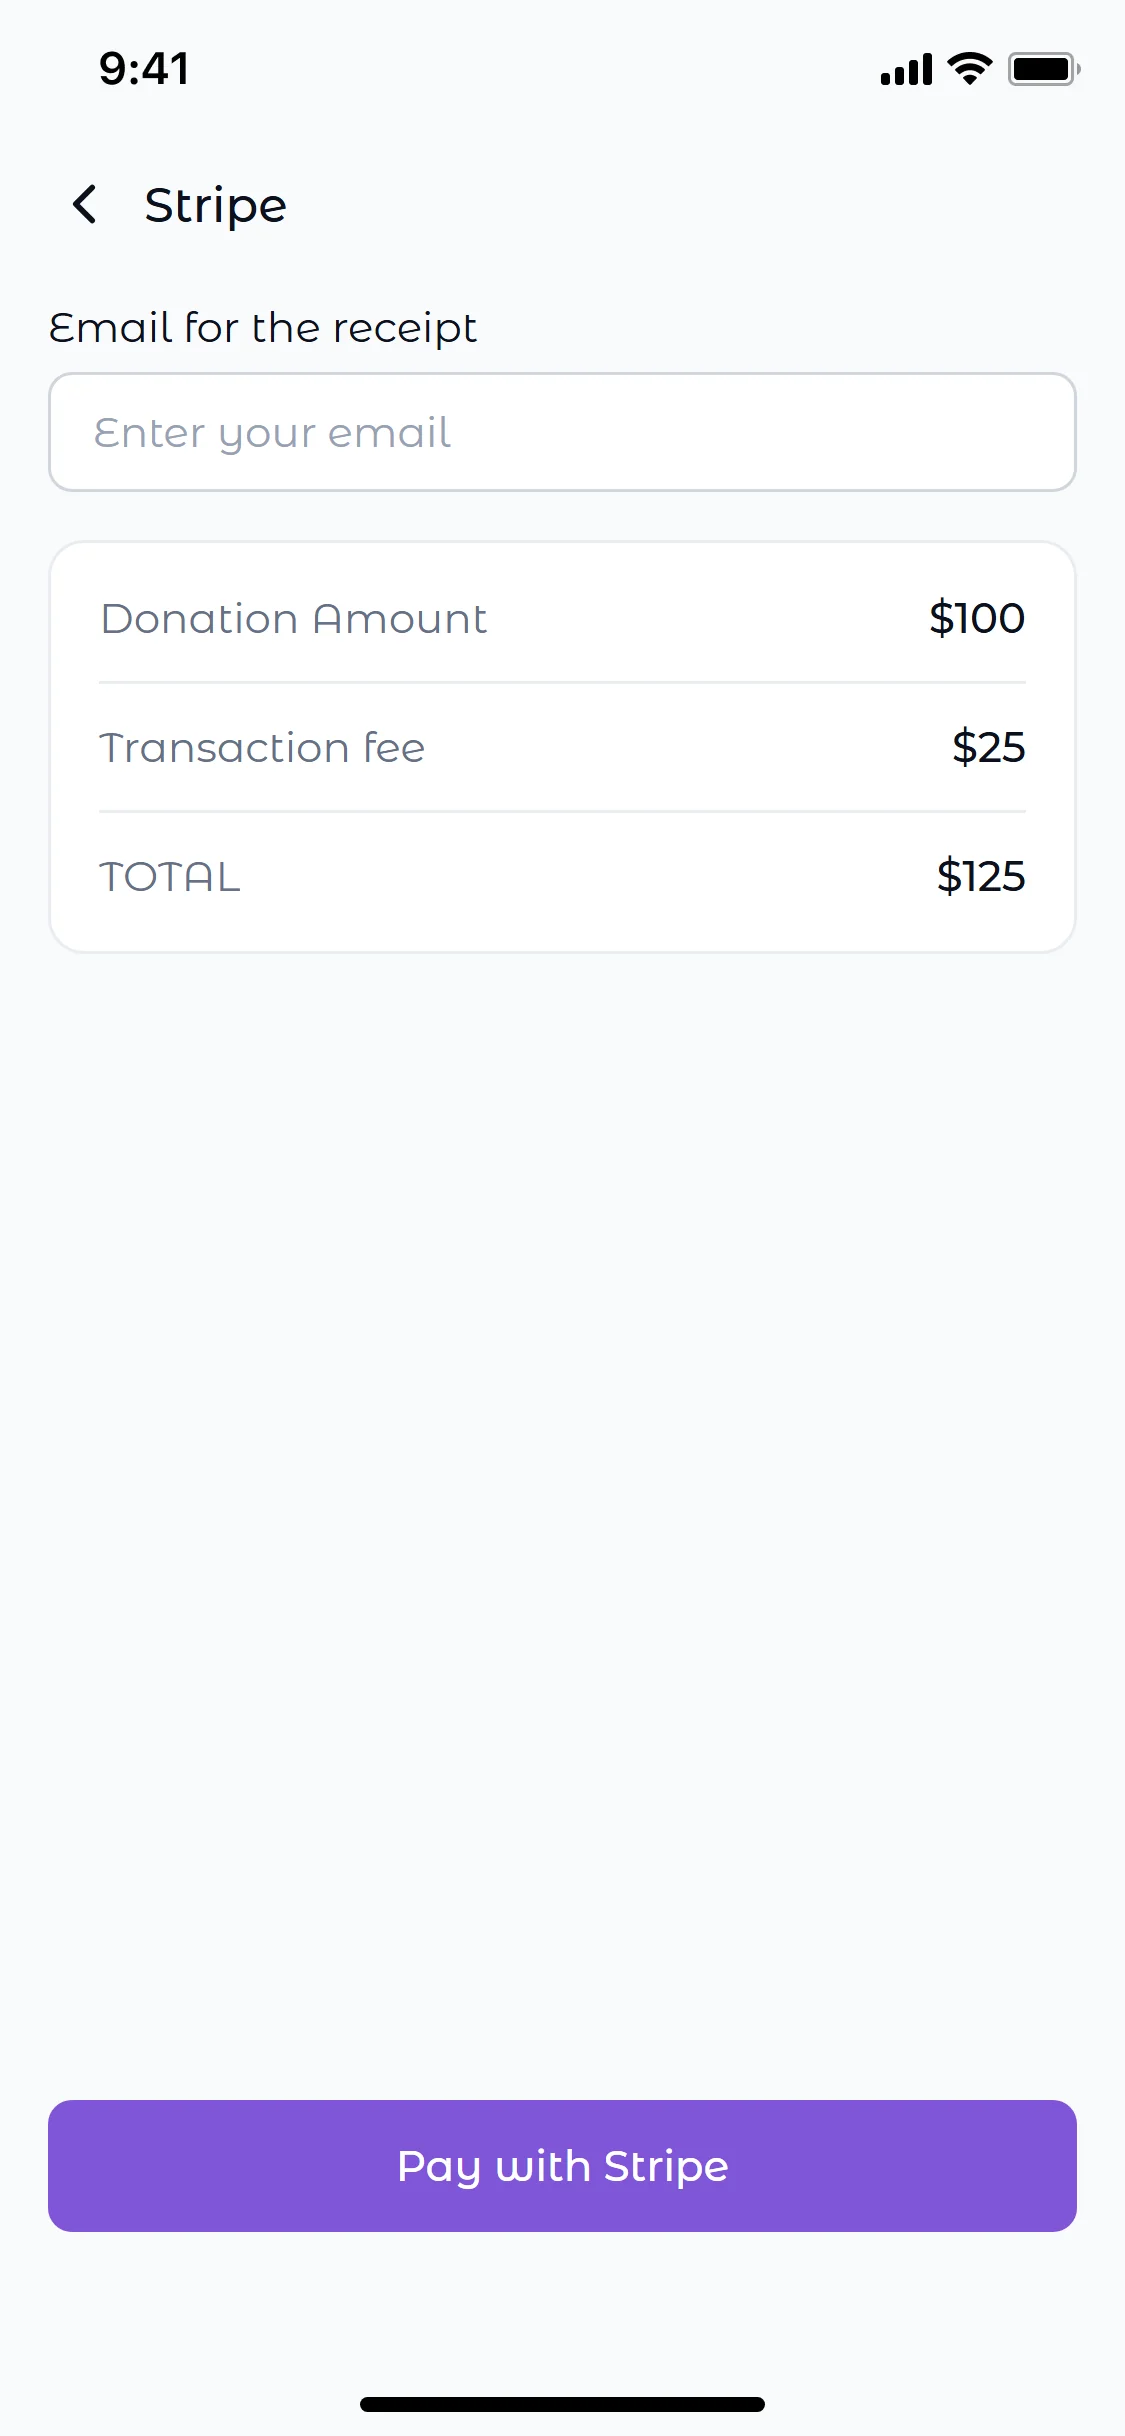 9:41
Stripe
Email for the receipt
Enter your email
Donation Amount $100
Transaction fee $25
TOTAL $125
Pay with Stripe